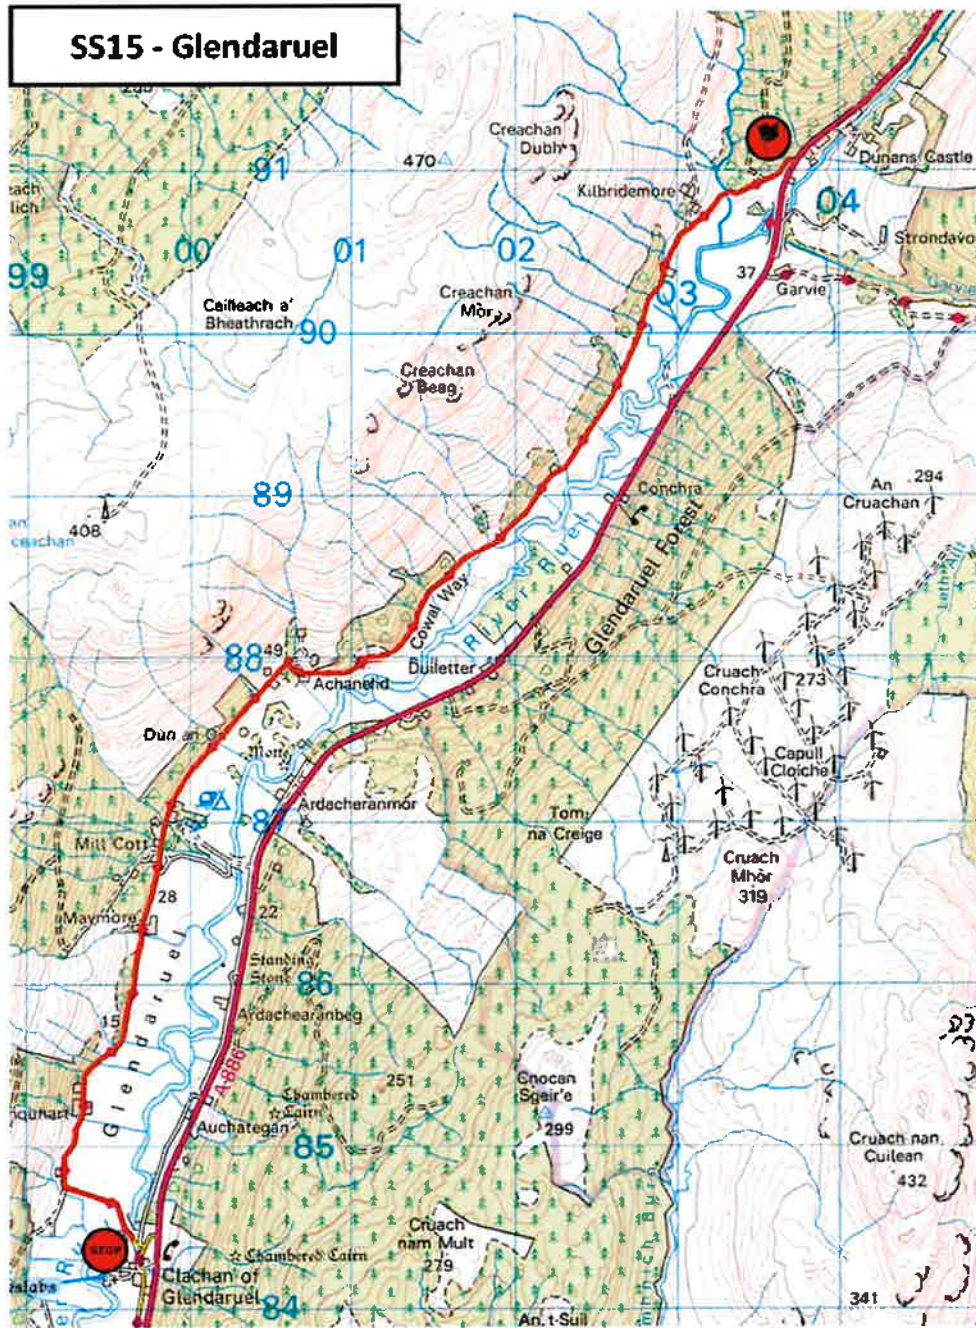 SS15 - Glendaruel
Creachan
Dubh
470
91
Kilbridemore
Dunans Castle
04
Strondavo
00
01
02
99
03
37
Garvie
Garvie
Creachan
Mòr
Cailleach a'
Bheathrach
90
Creachan
Beag
89
Conchra
294
An
Cruachan
408
River Ruel
Glendaruel Forest
Cowal Way
49
88
Achanelid
Duiletter
Cruach
Conchra
273
Dùn an
Motte
Capull
Cloiche
87
Ardacheranmor
Tom
na Creige
Mill Cott
Cruach
Mhòr
319
28
22
Maymore
Standing
Stone
86
Ardachearanbeg
15
Glendaruel
A886
251
Cnocan
Sgeir'e
299
Chambered
Cairn
Auchategan
85
Cruach nan
Cuilean
432
STOP
Cruach
nam Mult
279
Chambered Cairn
Clachan of
Glendaruel
84
341
An t-Suil